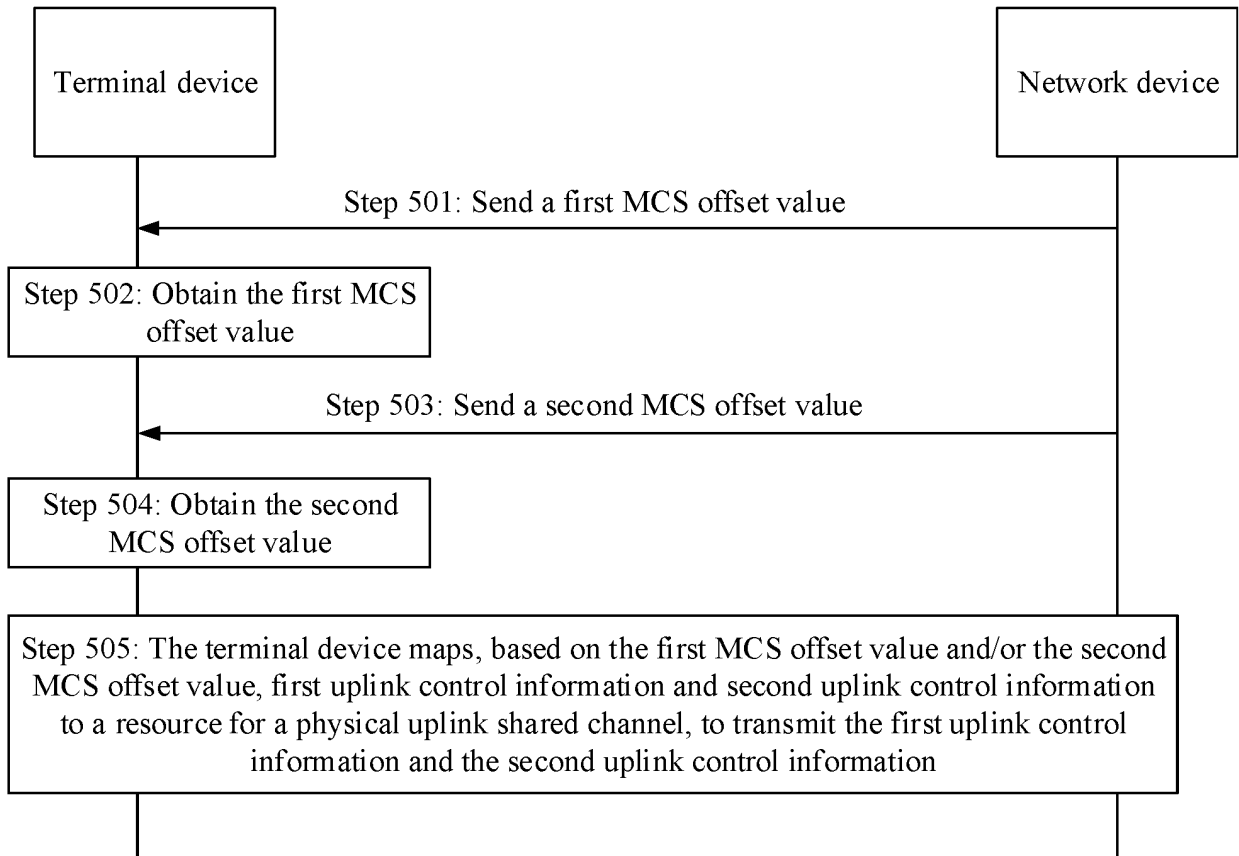 Terminal device
Network device
Step 501: Send a first MCS offset value
Step 502: Obtain the first MCS
offset value
Step 503: Send a second MCS offset value
Step 504: Obtain the second
MCS offset value
Step 505: The terminal device maps, based on the first MCS offset value and/or the second
MCS offset value, first uplink control information and second uplink control information
to a resource for a physical uplink shared channel, to transmit the first uplink control
information and the second uplink control information